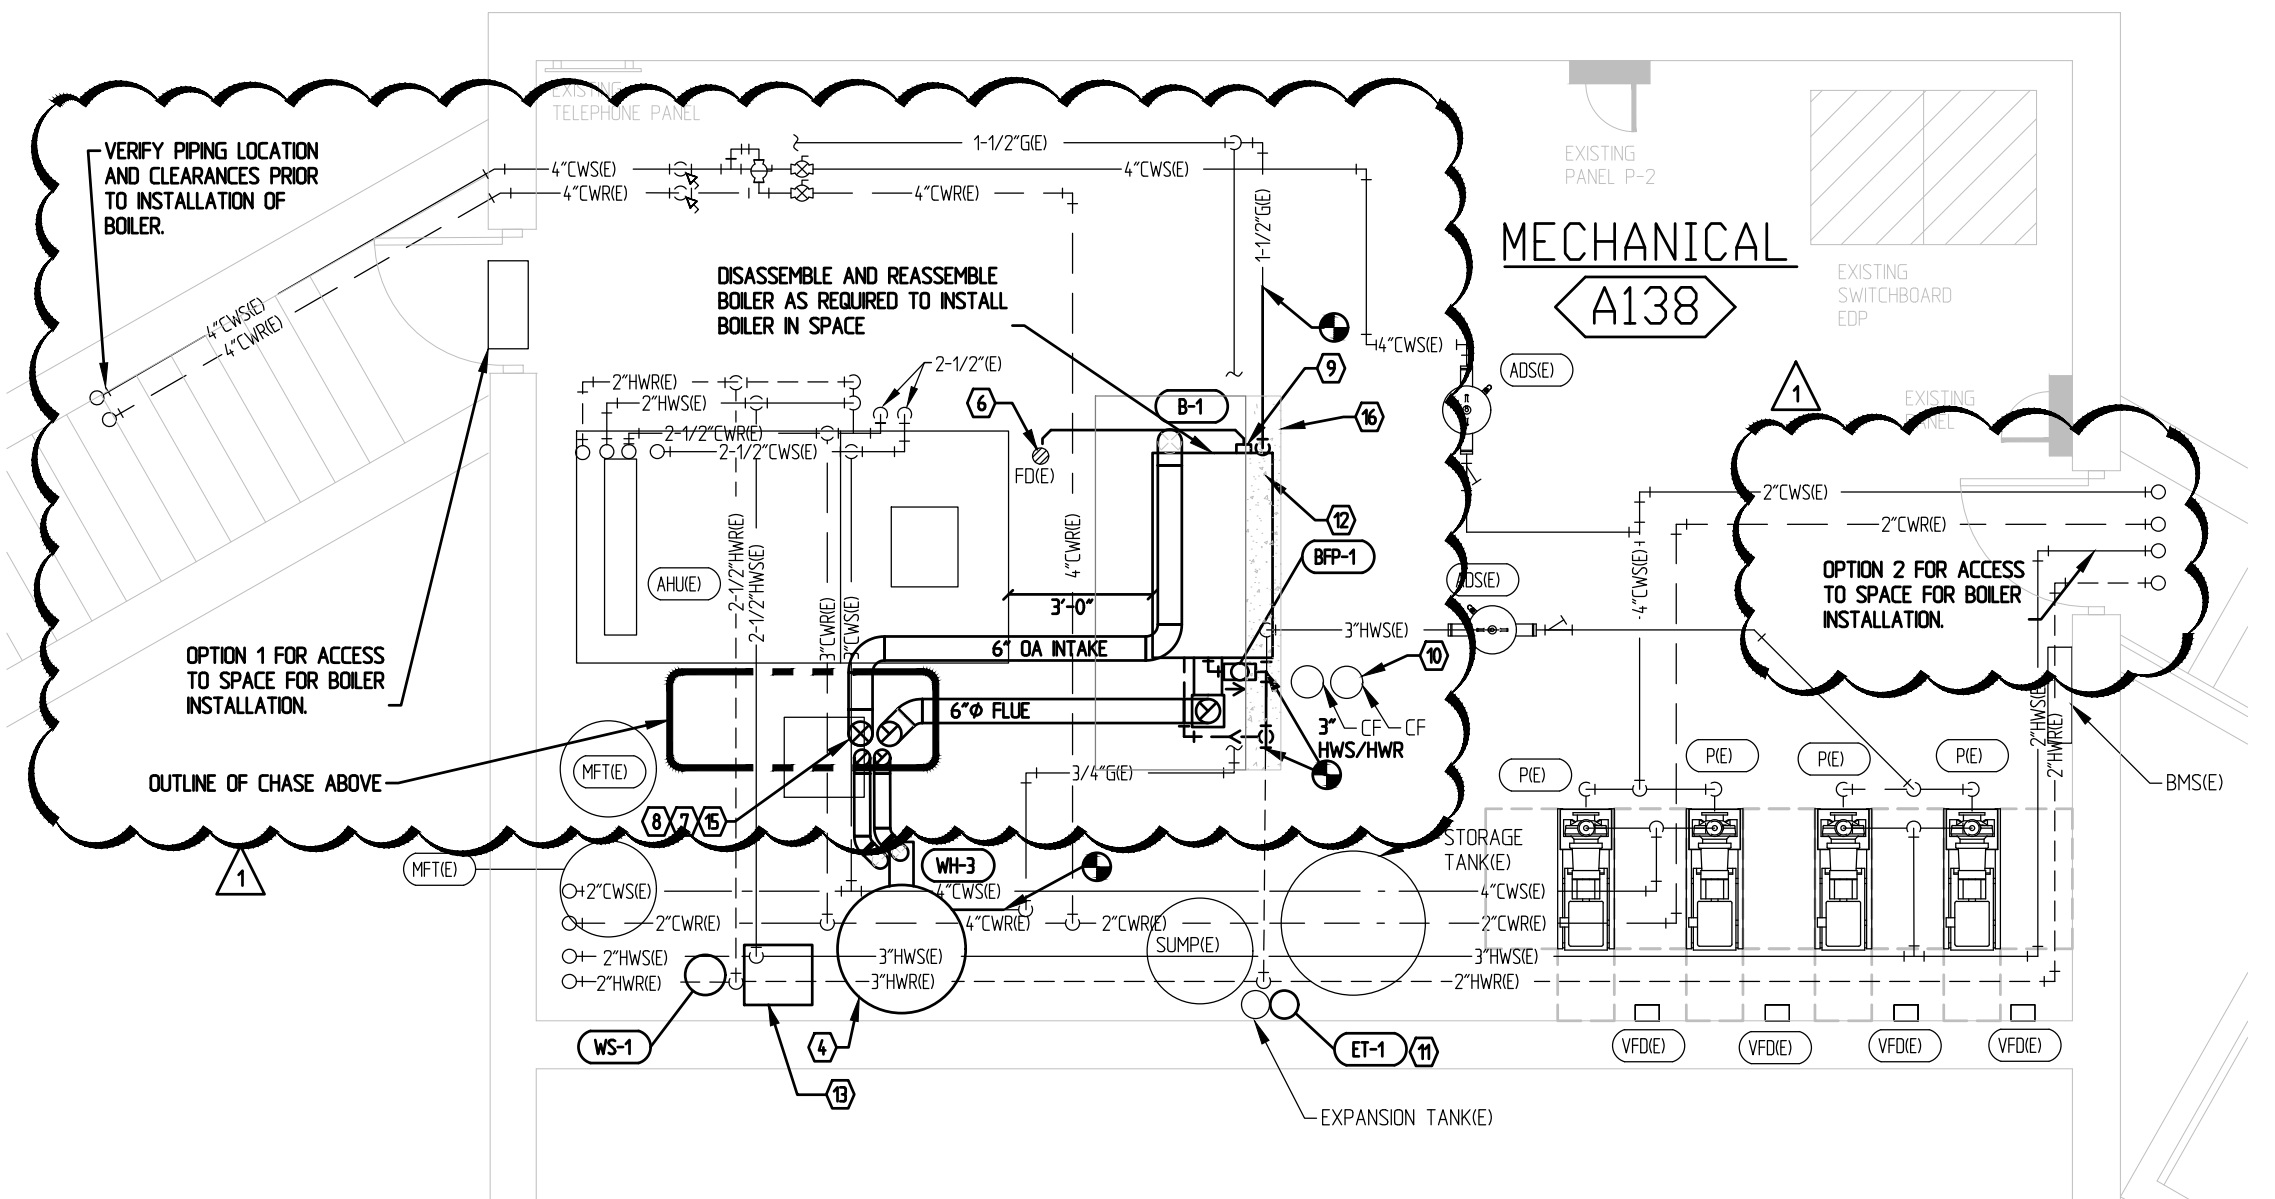 EXISTING
TELEPHONE PANEL
VERIFY PIPING LOCATION
AND CLEARANCES PRIOR
TO INSTALLATION OF
BOILER.
1-1/2"G(E)
4"CWS(E)
4"CWS(E)
4"CWR(E)
4"CWR(E)
1-1/2"G(E)
EXISTING
PANEL P-2
MECHANICAL
A138
EXISTING
SWITCHBOARD
EDP
DISASSEMBLE AND REASSEMBLE
BOILER AS REQUIRED TO INSTALL
BOILER IN SPACE
4"CWS(E)
4"CWR(E)
4"CWS(E)
ADS(E)
2-1/2"(E)
2"HWR(E)
2"HWS(E)
2-1/2"CWR(E)
2-1/2"CWS(E)
6
9
B-1
16
FD(E)
12
BFP-1
1
EXISTING
PANEL
2"CWS(E)
2"CWR(E)
OPTION 2 FOR ACCESS
TO SPACE FOR BOILER
INSTALLATION.
2-1/2"HWR(E)
2-1/2"HWS(E)
3"CWR(E)
3"CWS(E)
4"CWR(E)
4"CWS(E)
AHU(E)
ADS(E)
3'-0"
3"HWS(E)
6" OA INTAKE
10
OPTION 1 FOR ACCESS
TO SPACE FOR BOILER
INSTALLATION.
6"Ø FLUE
3"
HWS/HWR
CF
CF
2"HWS(E)
2"HWR(E)
OUTLINE OF CHASE ABOVE
MFT(E)
3/4"G(E)
P(E)
P(E)
P(E)
P(E)
BMS(E)
8
7
15
STORAGE
TANK(E)
1
MFT(E)
WH-3
2"CWS(E)
4"CWS(E)
4"CWS(E)
2"CWR(E)
4"CWR(E)
2"CWR(E)
2"CWR(E)
SUMP(E)
2"HWS(E)
3"HWS(E)
3"HWS(E)
2"HWR(E)
3"HWR(E)
2"HWR(E)
WS-1
4
ET-1
11
VFD(E)
VFD(E)
VFD(E)
VFD(E)
13
EXPANSION TANK(E)